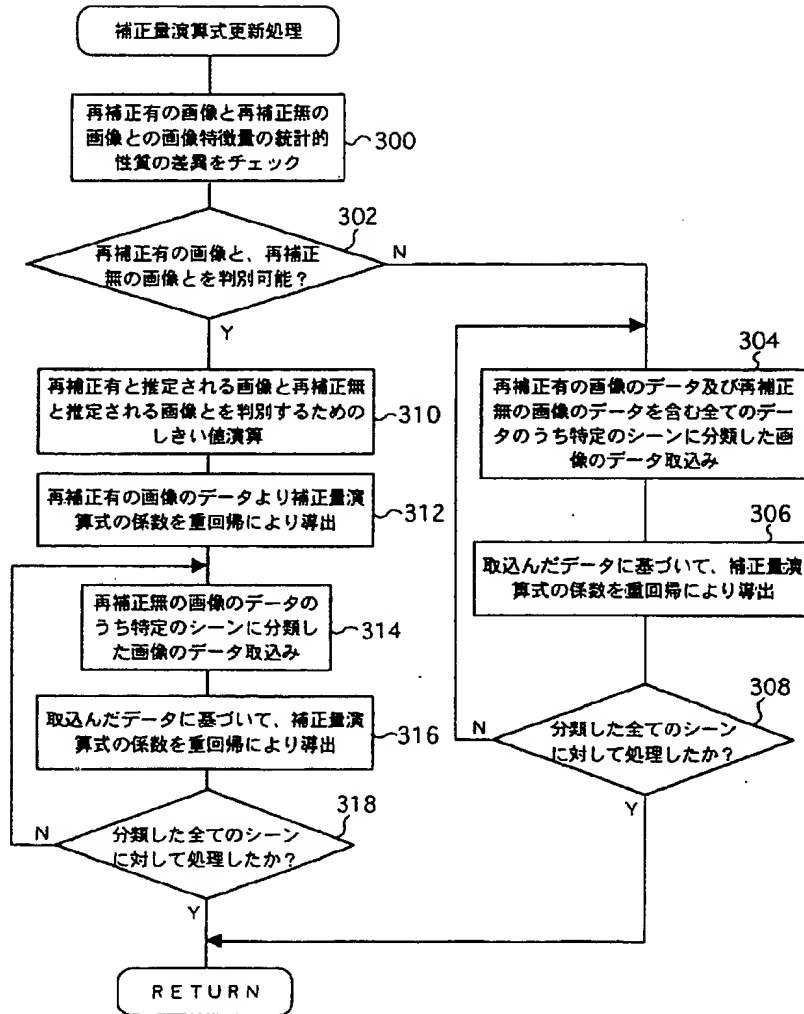 補正量演算式更新処理
再補正有の画像と再補正無の
画像との画像特徴量の統計的
性質の差異をチェック
300
302
再補正有の画像と、再補正
無の画像とを判別可能？
N
Y
310
再補正有と推定される画像と再補正無
と推定される画像とを判別するための
しきい値演算
再補正有の画像のデータより補正量演
算式の係数を重回帰により導出
312
再補正無の画像のデータの
うち特定のシーンに分類し
た画像のデータ取込み
314
取込んだデータに基づいて、補正量演
算式の係数を重回帰により導出
316
318
分類した全てのシーン
に対して処理したか？
N
Y
304
再補正有の画像のデータ及び再補正
無の画像のデータを含む全てのデー
タのうち特定のシーンに分類した画
像のデータ取込み
306
取込んだデータに基づいて、補正量演
算式の係数を重回帰により導出
308
分類した全てのシーン
に対して処理したか？
N
Y
RETURN